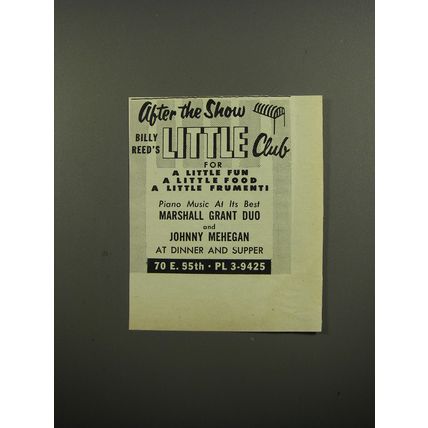 After the Show
BILLY REED'S LITTLE Club
FOR
A LITTLE FUN
A LITTLE FOOD
A LITTLE FRUMENTI
Piano Music At Its Best
MARSHALL GRANT DUO
and
JOHNNY MEHEGAN
AT DINNER AND SUPPER
70 E. 55th • PL 3-9425